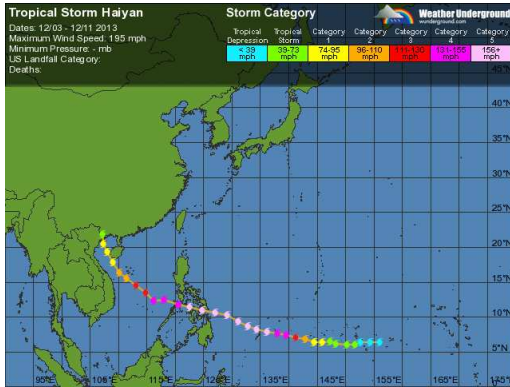 Tropical Storm Haiyan
Dates: 12/03 - 12/11 2013
Maximum Wind Speed: 195 mph
Minimum Pressure: - mb
US Landfall Category:
Deaths:
Storm Category
Weather Underground
wunderground.com
Tropical Depression
Tropical Storm
Category 1
Category 2
Category 3
Category 4
Category 5
< 39 mph
39-73 mph
74-95 mph
96-110 mph
111-130 mph
131-155 mph
156+ mph
45°N
40°N
35°N
30°N
25°N
20°N
15°N
10°N
5°N
95°E
105°E
115°E
125°E
135°E
145°E
155°E
165°E
175°E